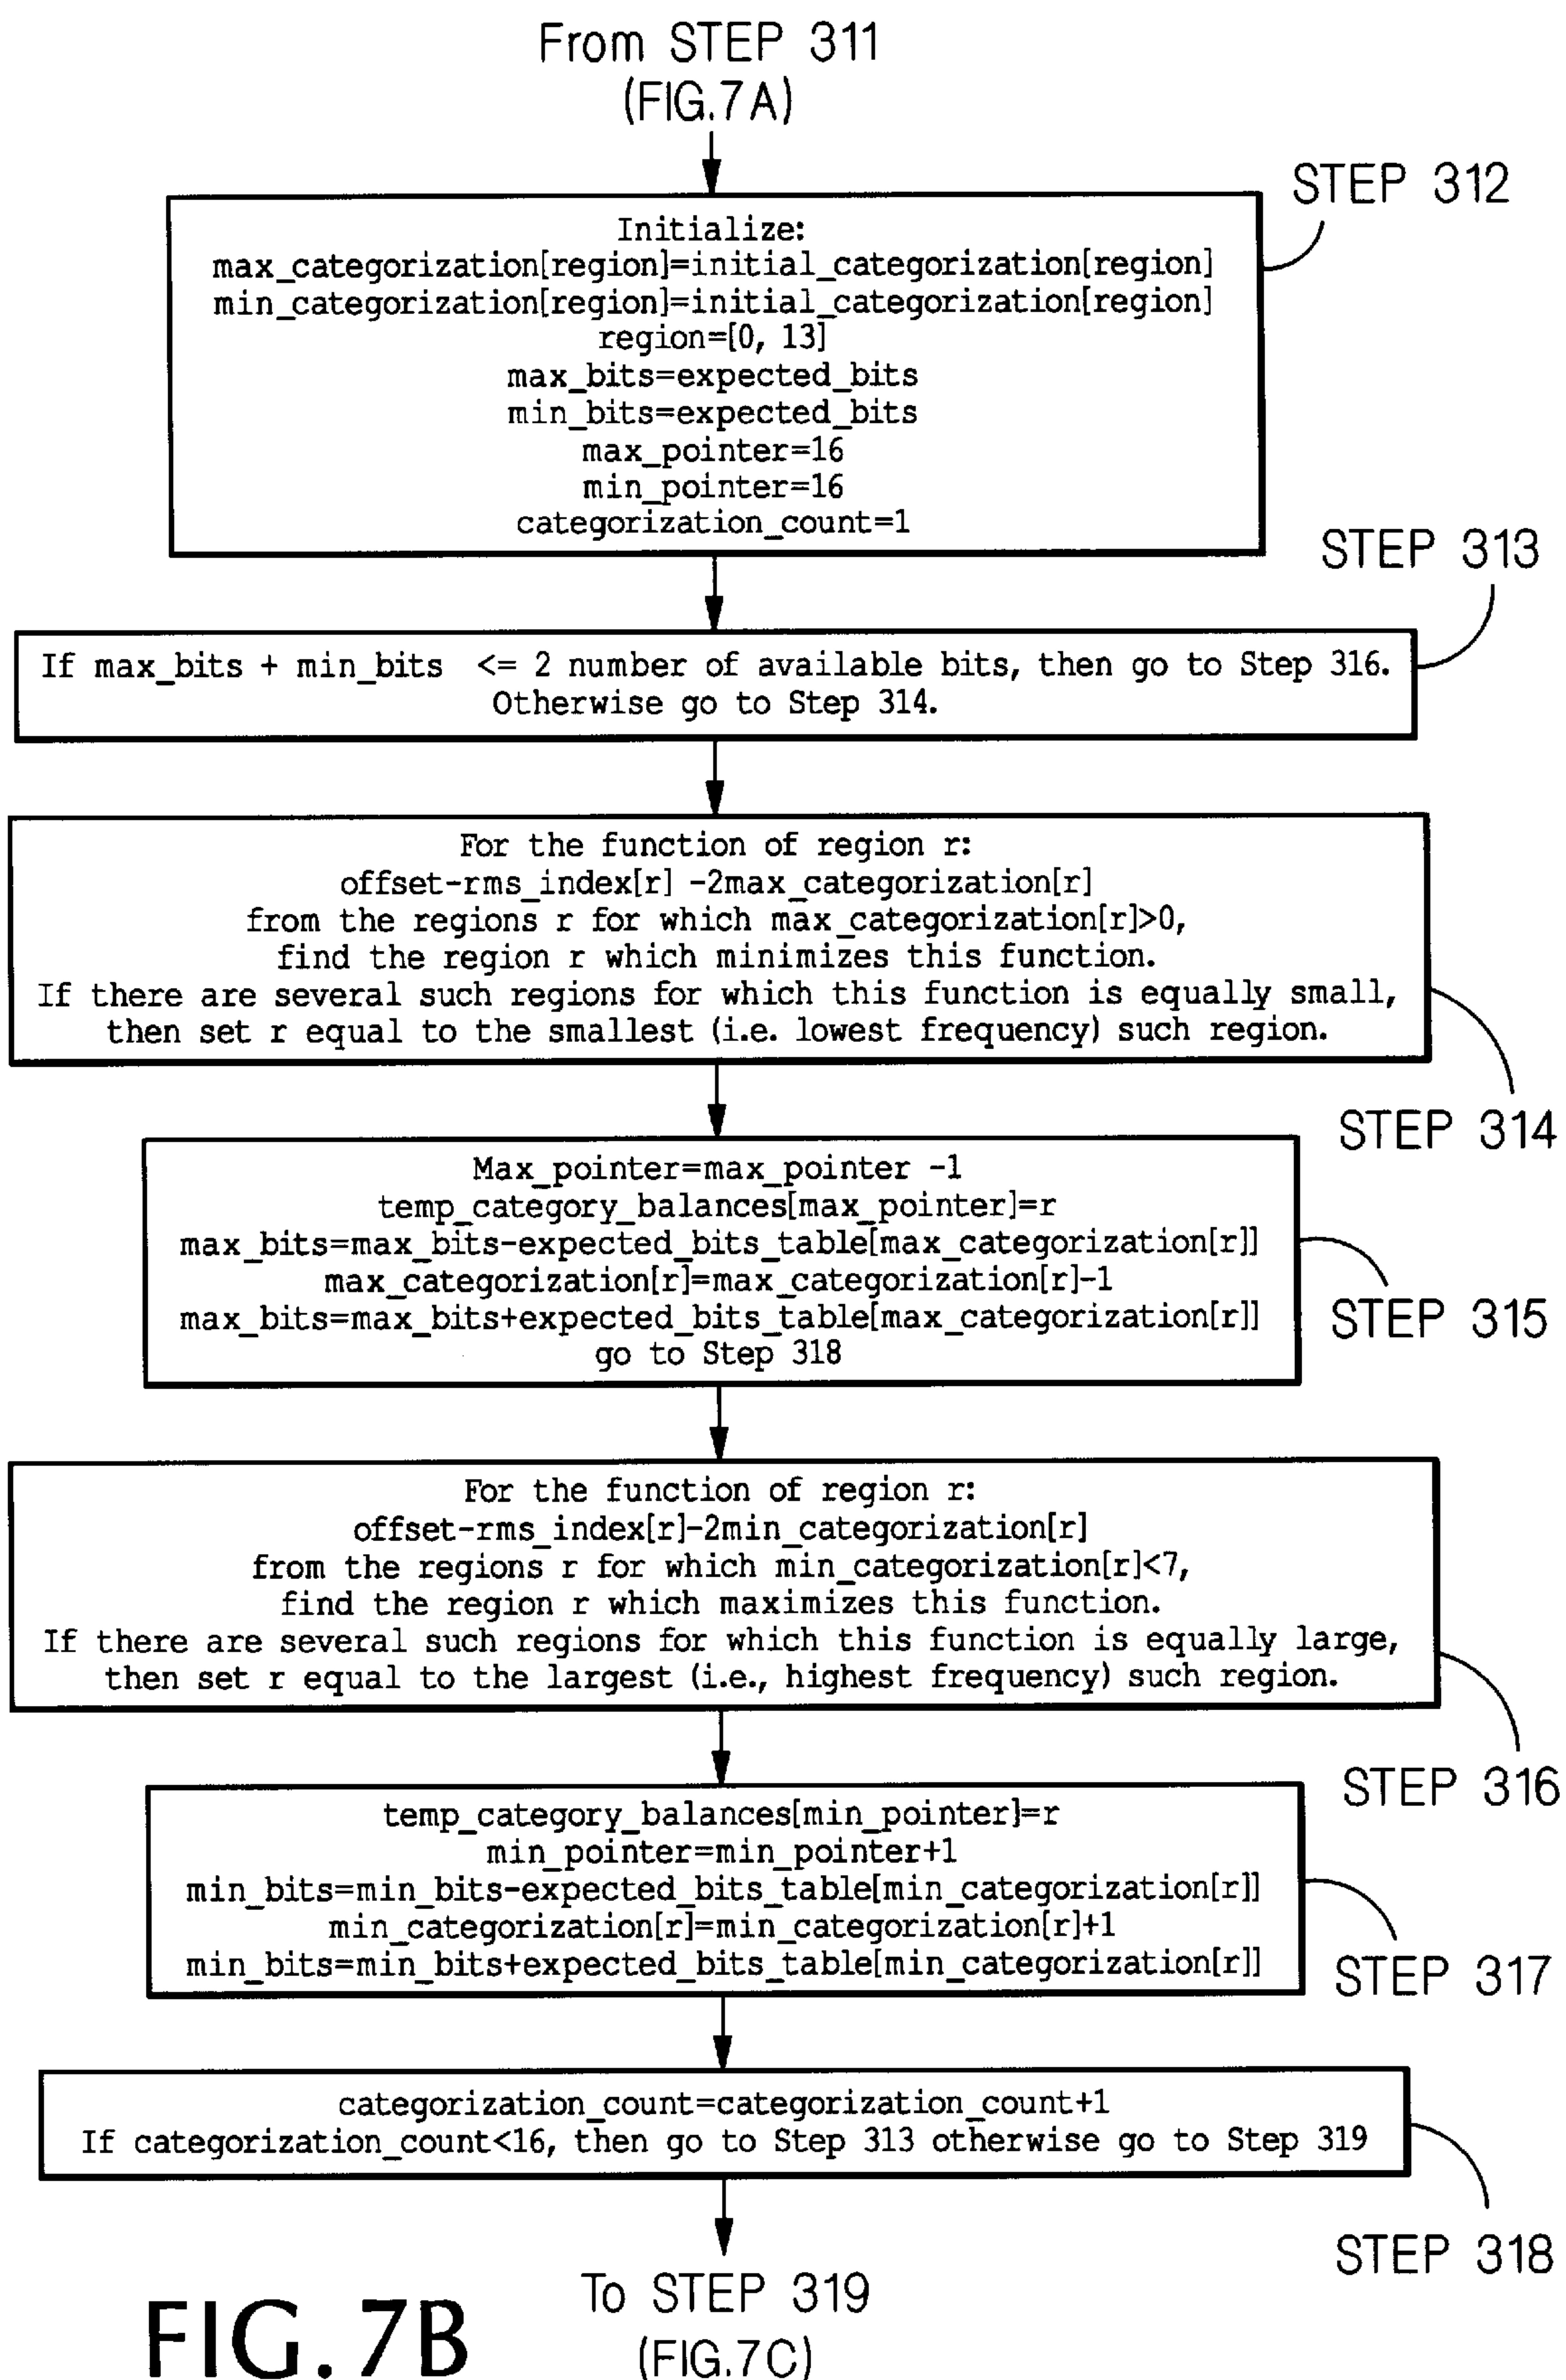 From STEP 311
(FIG.7A)
STEP 312
Initialize:
max_categorization[region]=initial_categorization[region]
min_categorization[region]=initial_categorization[region]
region=[0, 13]
max_bits=expected_bits
min_bits=expected_bits
max_pointer=16
min_pointer=16
categorization_count=1
STEP 313
If max_bits + min_bits <= 2 number of available bits, then go to Step 316.
Otherwise go to Step 314.
For the function of region r:
offset-rms_index[r] -2max_categorization[r]
from the regions r for which max_categorization[r]>0,
find the region r which minimizes this function.
If there are several such regions for which this function is equally small,
then set r equal to the smallest (i.e. lowest frequency) such region.
STEP 314
Max_pointer=max_pointer -1
temp_category_balances[max_pointer]=r
max_bits=max_bits-expected_bits_table[max_categorization[r]]
max_categorization[r]=max_categorization[r]-1
max_bits=max_bits+expected_bits_table[max_categorization[r]]
go to Step 318
STEP 315
For the function of region r:
offset-rms_index[r]-2min_categorization[r]
from the regions r for which min_categorization[r]<7,
find the region r which maximizes this function.
If there are several such regions for which this function is equally large,
then set r equal to the largest (i.e., highest frequency) such region.
STEP 316
temp_category_balances[min_pointer]=r
min_pointer=min_pointer+1
min_bits=min_bits-expected_bits_table[min_categorization[r]]
min_categorization[r]=min_categorization[r]+1
min_bits=min_bits+expected_bits_table[min_categorization[r]]
STEP 317
categorization_count=categorization_count+1
If categorization_count<16, then go to Step 313 otherwise go to Step 319
STEP 318
To STEP 319
(FIG.7C)
FIG. 7B